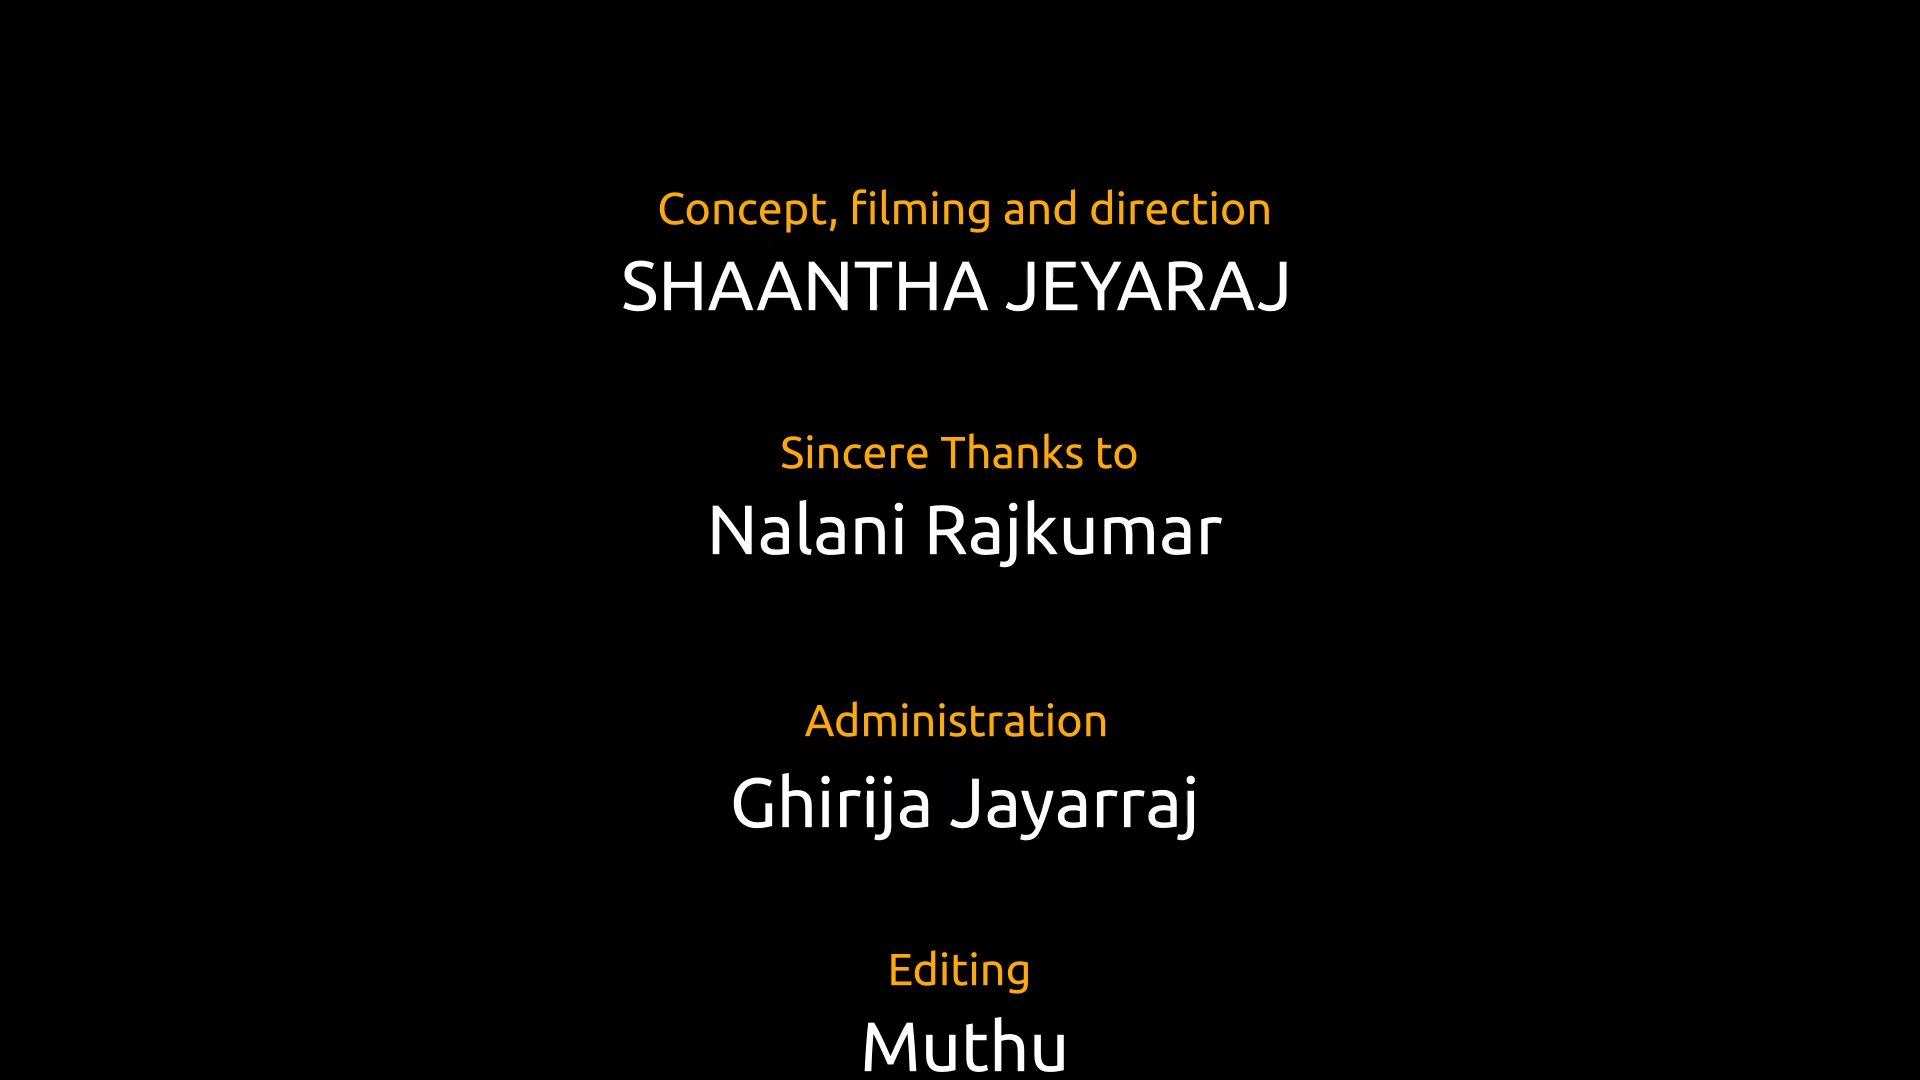 Concept, filming and direction
SHAANTHA JEYARAJ
Sincere Thanks to
Nalani Rajkumar
Administration
Ghirija Jayarraj
Editing
Muthu